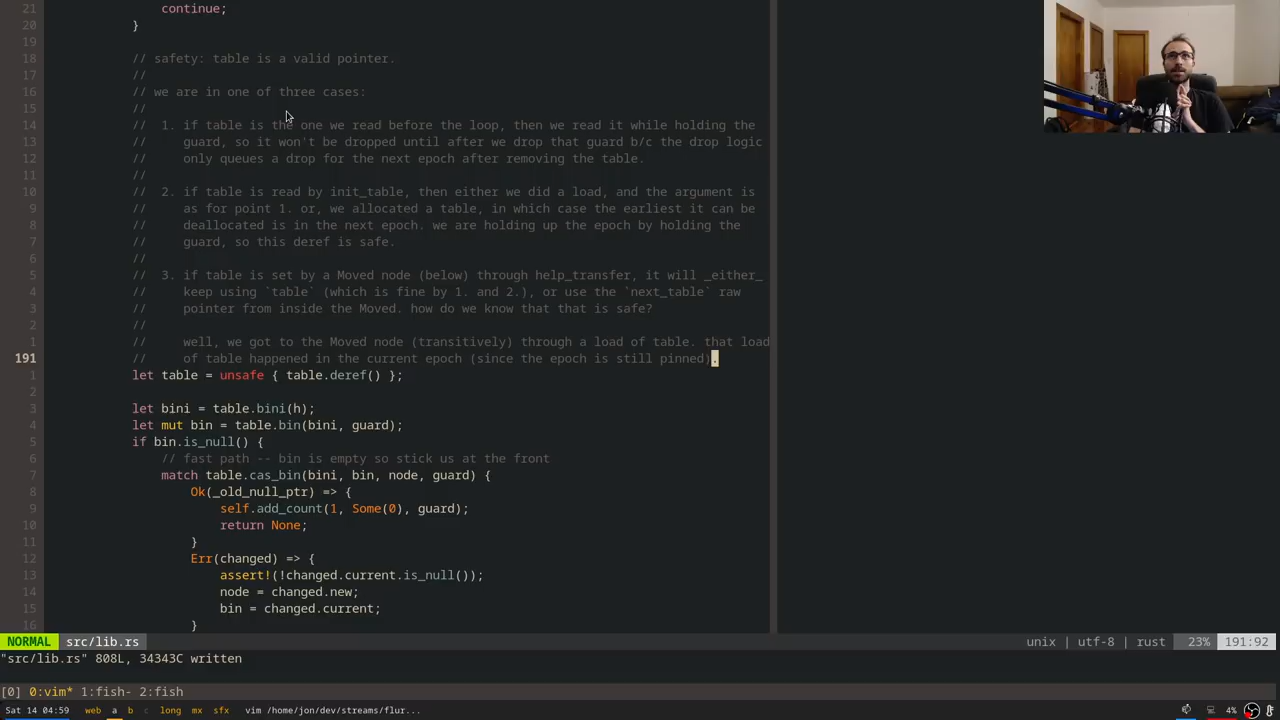 21 continue;
20 }
19
18 // safety: table is a valid pointer.
17 //
16 // we are in one of three cases:
15 //
14 // 1. if table is the one we read before the loop, then we read it while holding the
13 // guard, so it won't be dropped until after we drop that guard b/c the drop logic
12 // only queues a drop for the next epoch after removing the table.
11 //
10 // 2. if table is read by init_table, then either we did a load, and the argument is
9 // as for point 1. or, we allocated a table, in which case the earliest it can be
8 // deallocated is in the next epoch. we are holding up the epoch by holding the
7 // guard, so this deref is safe.
6 //
5 // 3. if table is set by a Moved node (below) through help_transfer, it will _either_
4 // keep using `table` (which is fine by 1. and 2.), or use the `next_table` raw
3 // pointer from inside the Moved. how do we know that that is safe?
2 //
1 // well, we got to the Moved node (transitively) through a load of table. that load
191 // of table happened in the current epoch (since the epoch is still pinned).
1 let table = unsafe { table.deref() };
2
3 let bini = table.bini(h);
4 let mut bin = table.bin(bini, guard);
5 if bin.is_null() {
6 // fast path -- bin is empty so stick us at the front
7 match table.cas_bin(bini, bin, node, guard) {
8 Ok(_old_null_ptr) => {
9 self.add_count(1, Some(0), guard);
10 return None;
11 }
12 Err(changed) => {
13 assert!(!changed.current.is_null());
14 node = changed.new;
15 bin = changed.current;
16 }
NORMAL src/lib.rs unix | utf-8 | rust 23% 191:92
"src/lib.rs" 808L, 34343C written
[0] 0:vim* 1:fish- 2:fish
Sat 14 04:59 web a b c long mx sfx vim /home/jon/dev/streams/flur... 4%